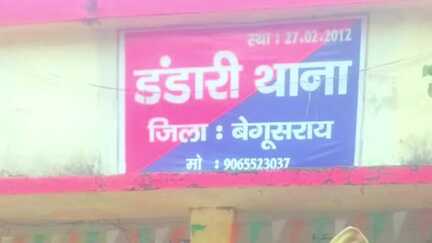 स्था : 27.02.2012
डंडारी थाना
जिला : बेगूसराय
मो : 9065523037